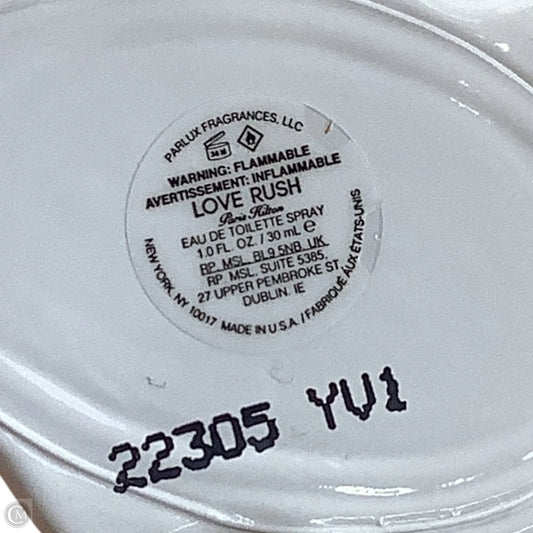 PARLUX FRAGRANCES, LLC
36 M
WARNING: FLAMMABLE
AVERTISSEMENT: INFLAMMABLE
LOVE RUSH
Paris Hilton
EAU DE TOILETTE SPRAY
1.0 FL. OZ. / 30 mL e
RP. MSL. BL9 5NB. UK
RP MSL, SUITE 5385,
27 UPPER PEMBROKE ST
DUBLIN. IE
NEW YORK, NY 10017 MADE IN U.S.A. / FABRIQUÉ AUX ÉTATS-UNIS
22305 YV1
M